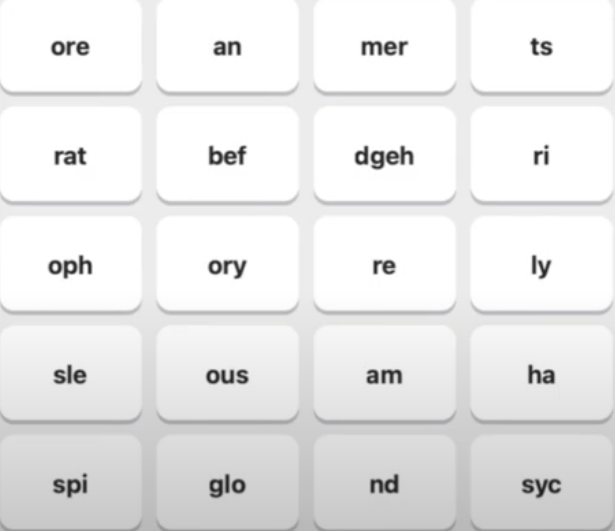 ore an mer ts
rat bef dgeh ri
oph ory re ly
sle ous am ha
spi glo nd syc